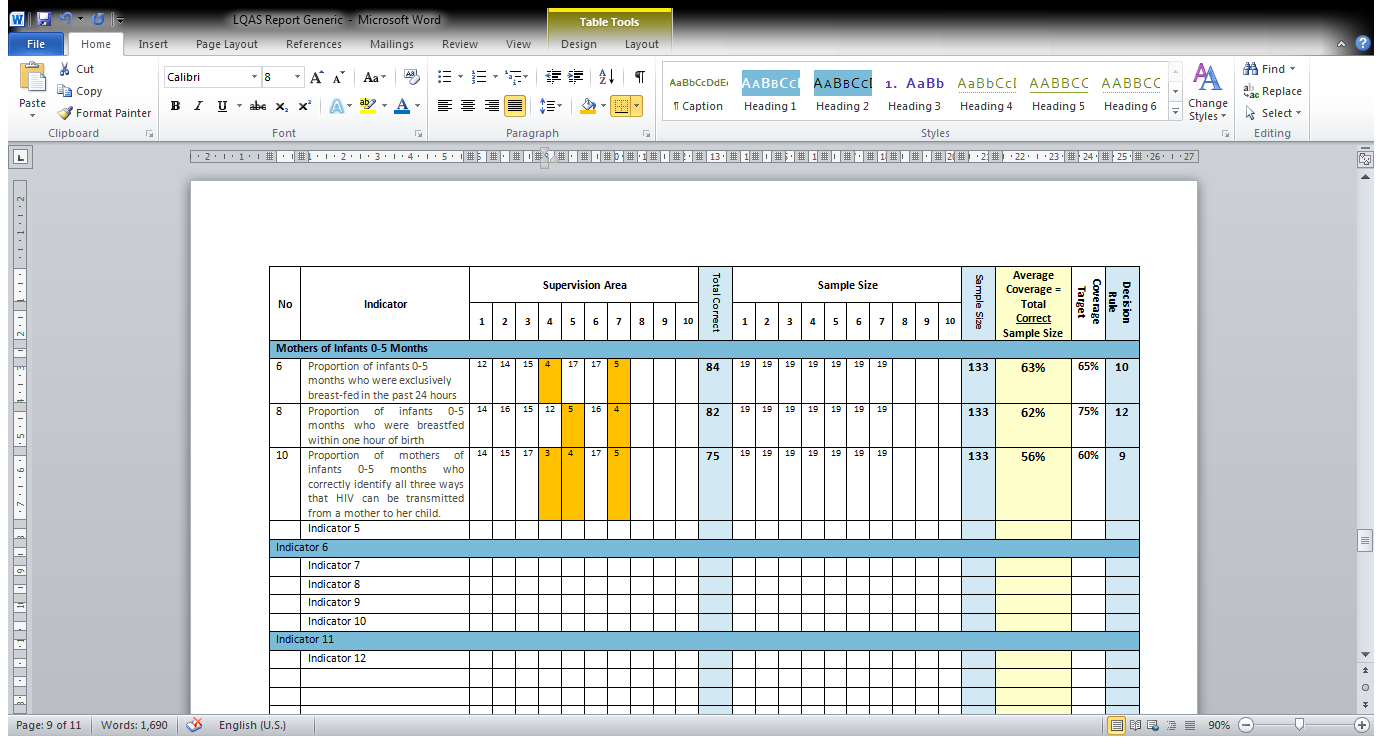 LQAS Report Generic - Microsoft Word
Table Tools
File Home Insert Page Layout References Mailings Review View Design Layout
Cut
Copy
Format Painter
Paste
Clipboard
Calibri 8
Font
Paragraph
AaBbCcDdEe AaBbCcI AaBbCcI 1. AaBb AaBbCcI AABBCC AABBCC
¶ Caption Heading 1 Heading 2 Heading 3 Heading 4 Heading 5 Heading 6
Change
Styles
Styles
Find
Replace
Select
Editing
No Indicator Supervision Area Total Correct Sample Size Sample Size Average Coverage = Total Correct Sample Size Coverage Target Decision Rule
1 2 3 4 5 6 7 8 9 10 1 2 3 4 5 6 7 8 9 10
Mothers of Infants 0-5 Months
6 Proportion of infants 0-5 12 14 15 4 17 17 5 84 19 19 19 19 19 19 19 133 63% 65% 10
months who were exclusively
breast-fed in the past 24 hours
8 Proportion of infants 0-5 14 16 15 12 5 16 4 82 19 19 19 19 19 19 19 133 62% 75% 12
months who were breastfed
within one hour of birth
10 Proportion of mothers of 14 15 17 3 4 17 5 75 19 19 19 19 19 19 19 133 56% 60% 9
infants 0-5 months who
correctly identify all three ways
that HIV can be transmitted
from a mother to her child.
Indicator 5
Indicator 6
Indicator 7
Indicator 8
Indicator 9
Indicator 10
Indicator 11
Indicator 12
Page: 9 of 11 Words: 1,690 English (U.S.) 90%